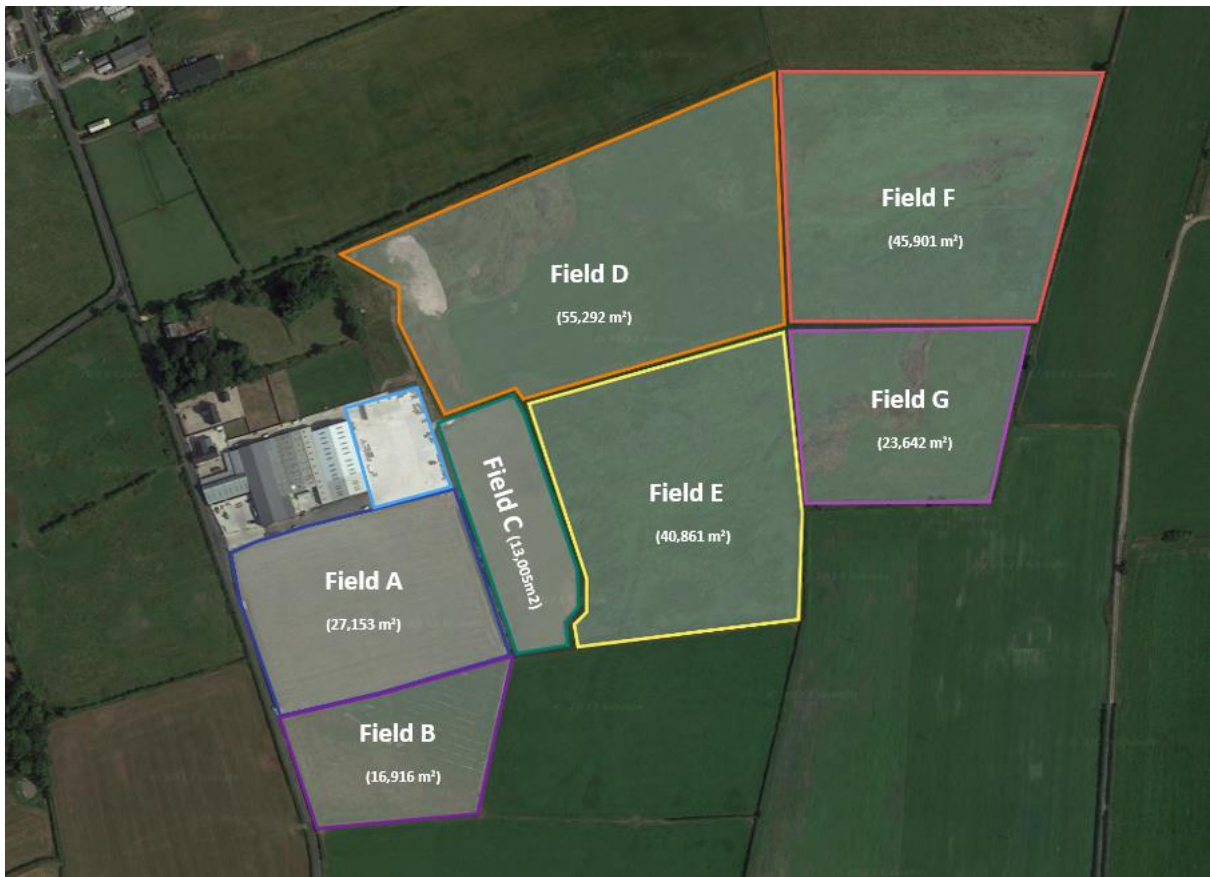 Field F
(45,901 m²)
Field D
(55,292 m²)
Field G
(23,642 m²)
Field E
(40,861 m²)
Field C (13,005m2)
Field A
(27,153 m²)
Field B
(16,916 m²)